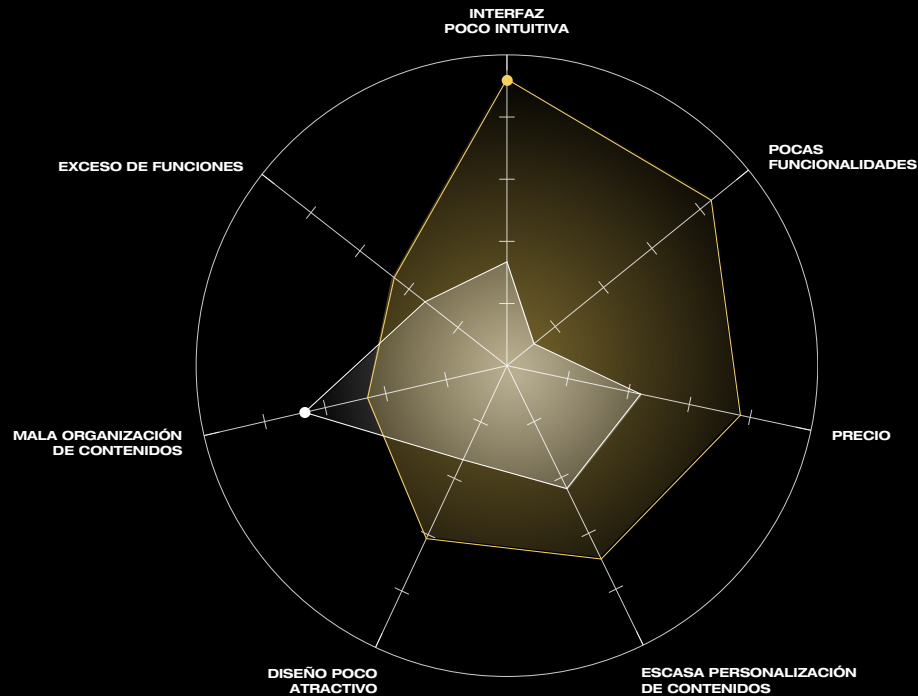 INTERFAZ
POCO INTUITIVA
POCAS
FUNCIONALIDADES
EXCESO DE FUNCIONES
PRECIO
MALA ORGANIZACIÓN
DE CONTENIDOS
DISEÑO POCO
ATRACTIVO
ESCASA PERSONALIZACIÓN
DE CONTENIDOS